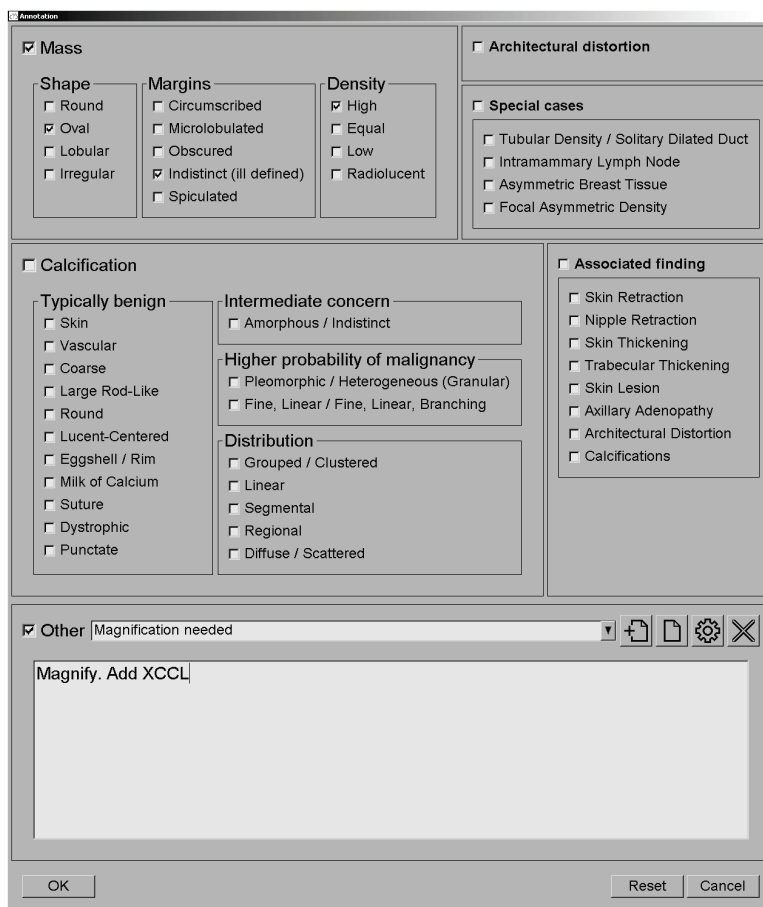 Annotation
Mass
Shape
Round
Oval
Lobular
Irregular
Margins
Circumscribed
Microlobulated
Obscured
Indistinct (ill defined)
Spiculated
Density
High
Equal
Low
Radiolucent
Architectural distortion
Special cases
Tubular Density / Solitary Dilated Duct
Intramammary Lymph Node
Asymmetric Breast Tissue
Focal Asymmetric Density
Calcification
Typically benign
Skin
Vascular
Coarse
Large Rod-Like
Round
Lucent-Centered
Eggshell / Rim
Milk of Calcium
Suture
Dystrophic
Punctate
Intermediate concern
Amorphous / Indistinct
Higher probability of malignancy
Pleomorphic / Heterogeneous (Granular)
Fine, Linear / Fine, Linear, Branching
Distribution
Grouped / Clustered
Linear
Segmental
Regional
Diffuse / Scattered
Associated finding
Skin Retraction
Nipple Retraction
Skin Thickening
Trabecular Thickening
Skin Lesion
Axillary Adenopathy
Architectural Distortion
Calcifications
Other Magnification needed
Magnify. Add XCCL
OK Reset Cancel